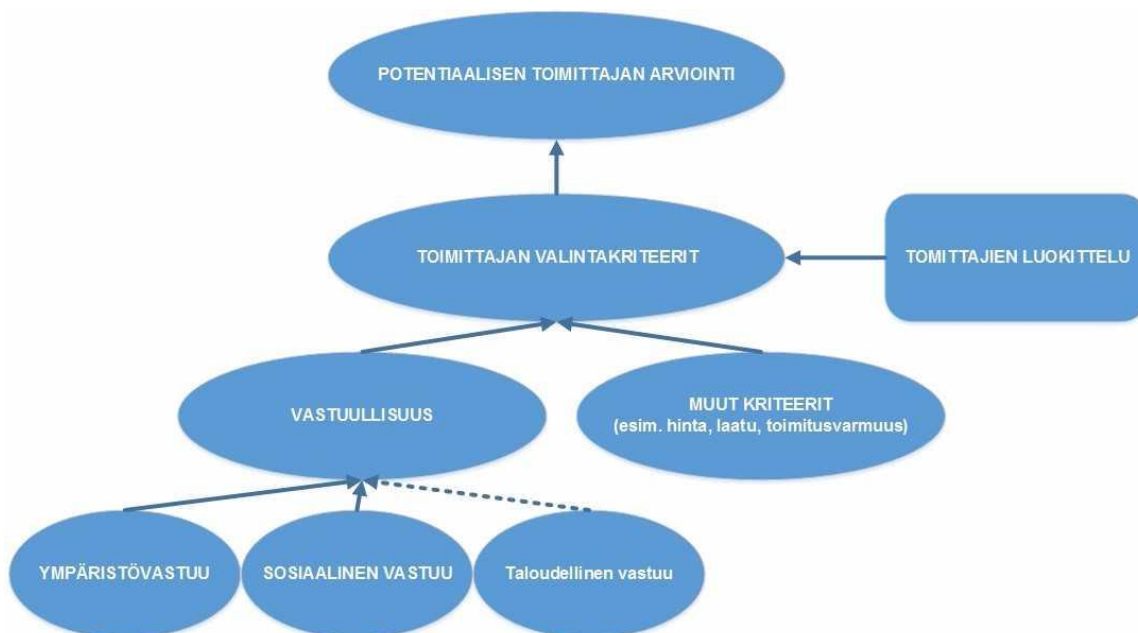 POTENTIAALISEN TOIMITTAJAN ARVIOINTI
TOIMITTAJAN VALINTAKRITEERIT
TOMITTAJIEN LUOKITTELU
VASTUULLISUUS
MUUT KRITEERIT
(esim. hinta, laatu, toimitusvarmuus)
YMPÄRISTÖVASTUU
SOSIAALINEN VASTUU
Taloudellinen vastuu